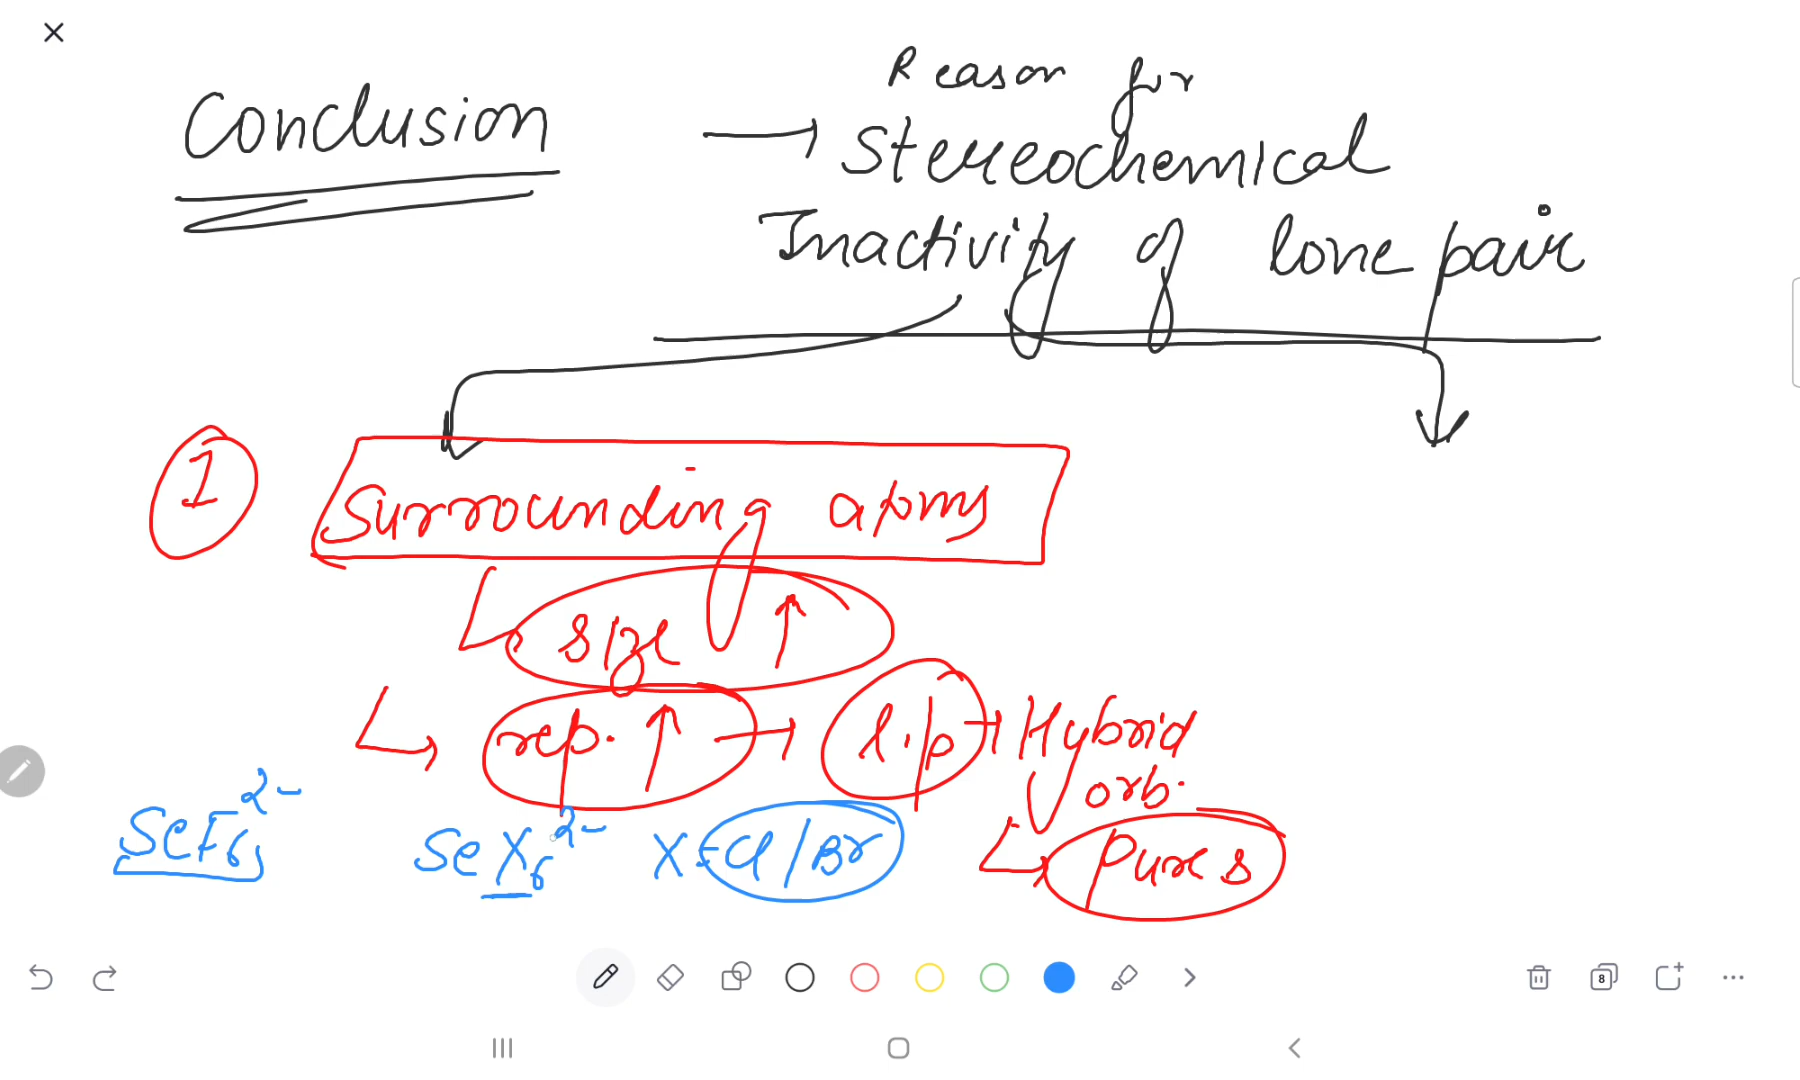 Conclusion → Reason for
Stereochemical
Inactivity of lone pair
1 Surrounding atoms
size ↑
rep. ↑ → l.p → Hybrid
orb.
SeF6 2- SeX6 2- X = Cl/Br Pure s
8